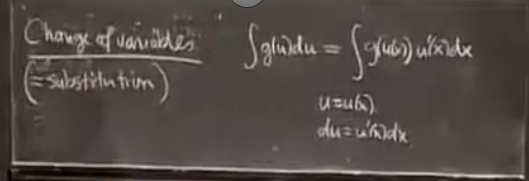 Change of variables
(= substitution)
∫g(u)du = ∫g(u(x))u'(x)dx
u=u(x).
du=u'(x)dx